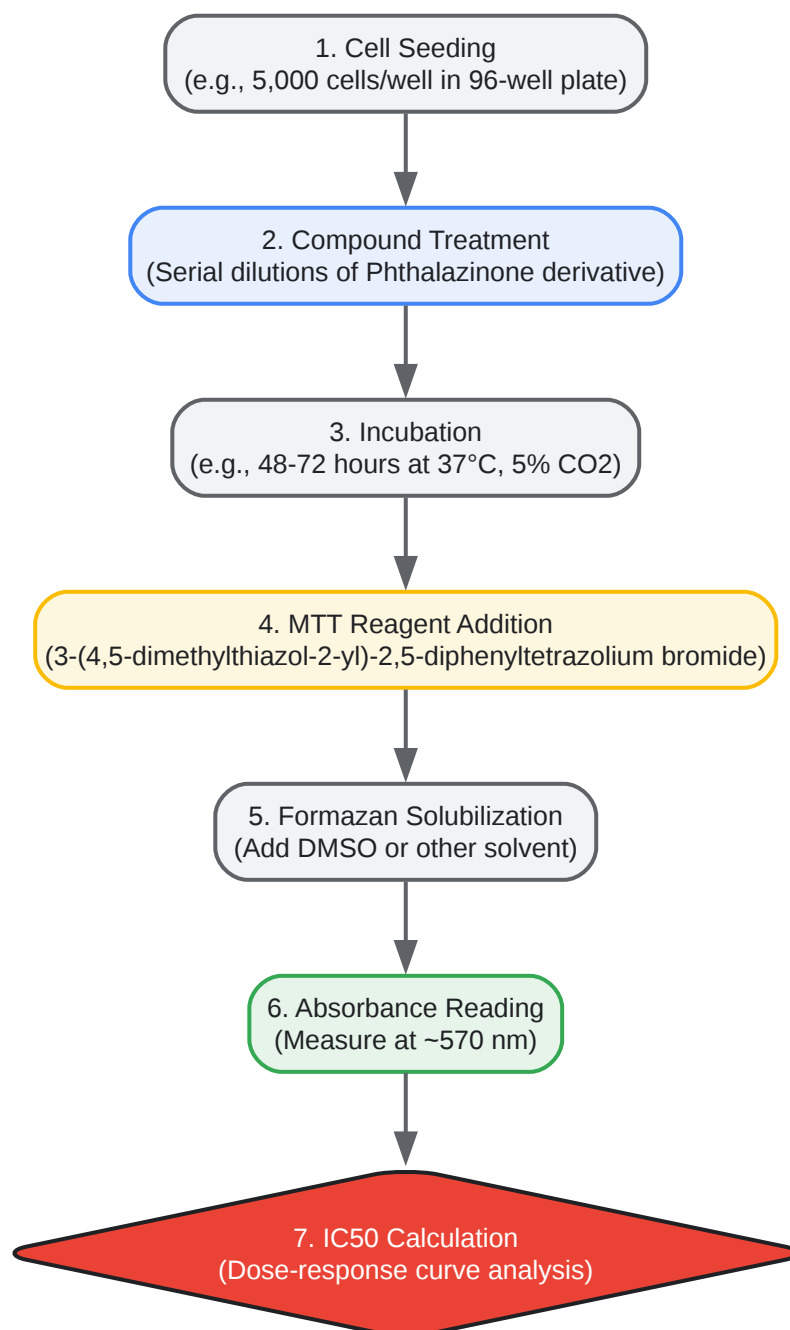 1. Cell Seeding
(e.g., 5,000 cells/well in 96-well plate)
2. Compound Treatment
(Serial dilutions of Phthalazinone derivative)
3. Incubation
(e.g., 48-72 hours at 37°C, 5% CO2)
4. MTT Reagent Addition
(3-(4,5-dimethylthiazol-2-yl)-2,5-diphenyltetrazolium bromide)
5. Formazan Solubilization
(Add DMSO or other solvent)
6. Absorbance Reading
(Measure at ~570 nm)
7. IC50 Calculation
(Dose-response curve analysis)